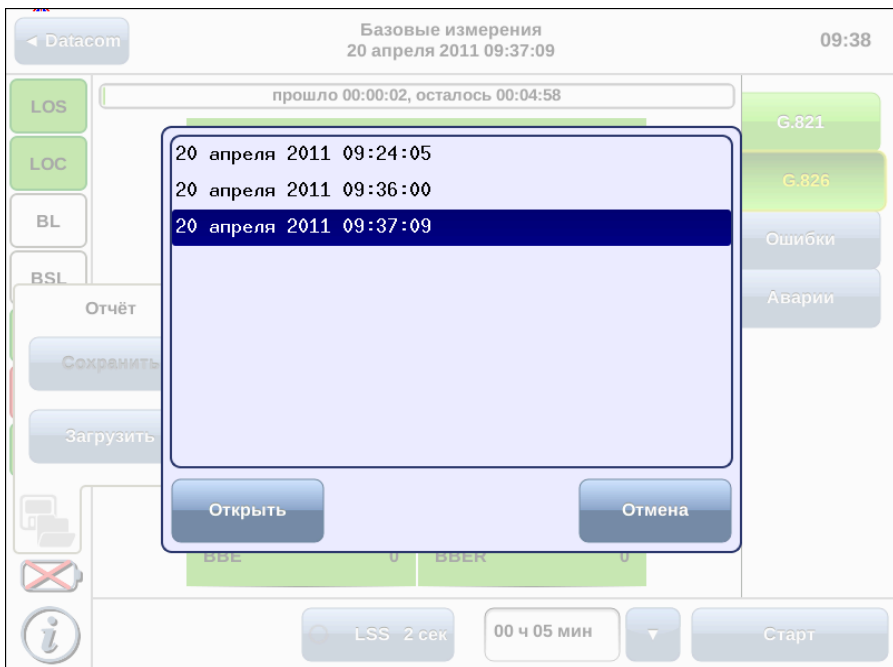 ◄ Datacom
Базовые измерения
20 апреля 2011 09:37:09
09:38
прошло 00:00:02, осталось 00:04:58
LOS
LOC
BL
BSL
G.821
G.826
Ошибки
Аварии
20 апреля 2011 09:24:05
20 апреля 2011 09:36:00
20 апреля 2011 09:37:09
Отчёт
Сохранить
Загрузить
Открыть
Отмена
BBE 0 BBER 0
LSS 2 сек
00 ч 05 мин
▼
Старт